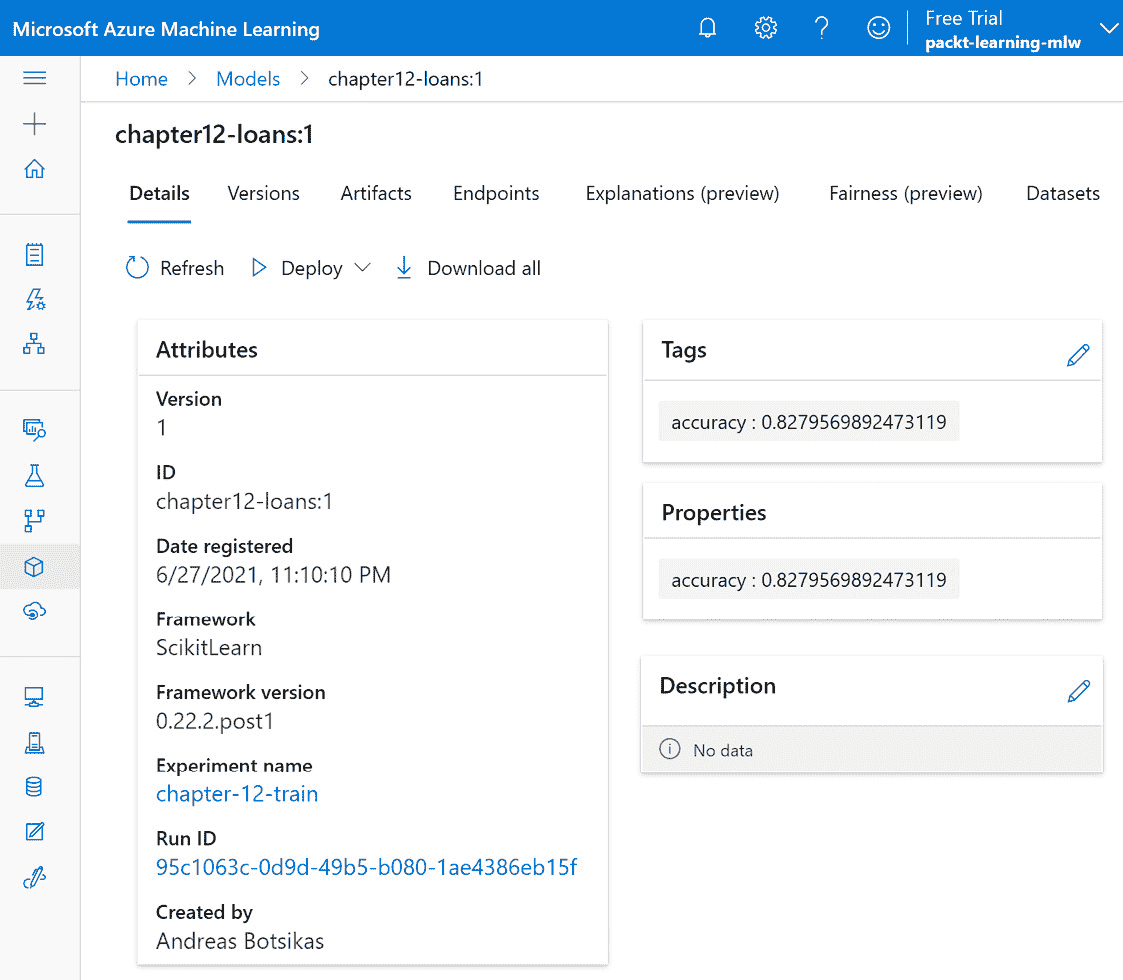 Microsoft Azure Machine Learning
Free Trial
packt-learning-mlw
Home > Models > chapter12-loans:1
chapter12-loans:1
Details Versions Artifacts Endpoints Explanations (preview) Fairness (preview) Datasets
Refresh Deploy Download all
Attributes
Version
1
ID
chapter12-loans:1
Date registered
6/27/2021, 11:10:10 PM
Framework
ScikitLearn
Framework version
0.22.2.post1
Experiment name
chapter-12-train
Run ID
95c1063c-0d9d-49b5-b080-1ae4386eb15f
Created by
Andreas Botsikas
Tags
accuracy : 0.8279569892473119
Properties
accuracy : 0.8279569892473119
Description
No data